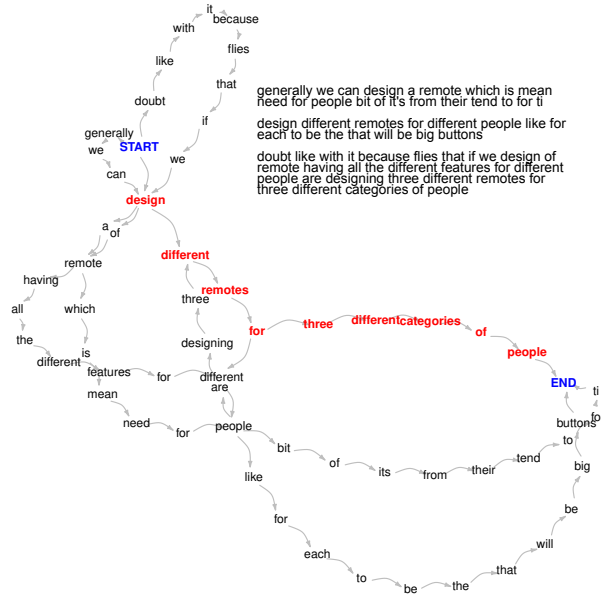 it
with
because
like
flies
that
doubt
generally we can design a remote which is mean
need for people bit of it's from their tend to for ti
if
design different remotes for different people like for
each to be the that will be big buttons
generally
START
we
we
doubt like with it because flies that if we design of
remote having all the different features for different
people are designing three different remotes for
three different categories of people
can
design
a
of
different
remote
having
remotes
three
all
which
for
three
different
categories
of
the
designing
is
people
different
features
for
different
END
are
ti
mean
fo
need
for
people
buttons
to
bit
of
its
from
their
tend
big
like
be
for
will
each
that
to
be
the